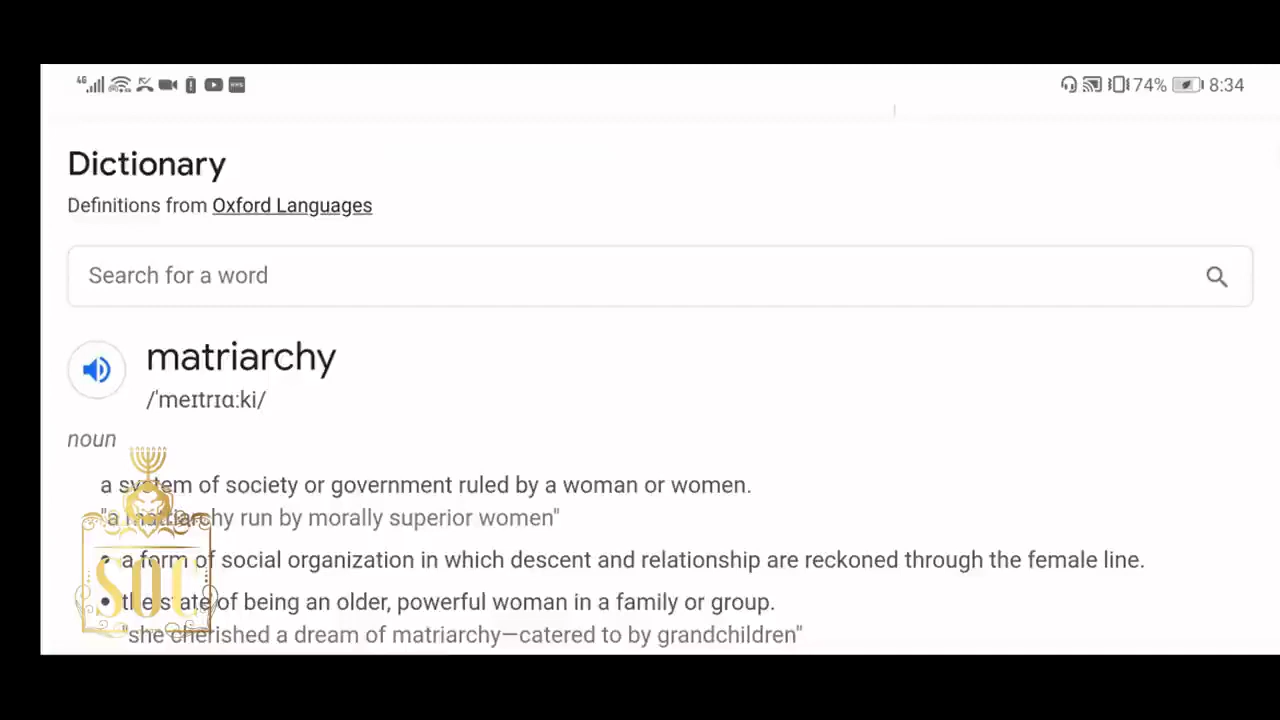 4G
74%
8:34
Dictionary
Definitions from Oxford Languages
Search for a word
matriarchy
/ˈmeɪtrɪɑːki/
noun
a system of society or government ruled by a woman or women.
"a matriarchy run by morally superior women"
• a form of social organization in which descent and relationship are reckoned through the female line.
• the state of being an older, powerful woman in a family or group.
"she cherished a dream of matriarchy—catered to by grandchildren"
SOC